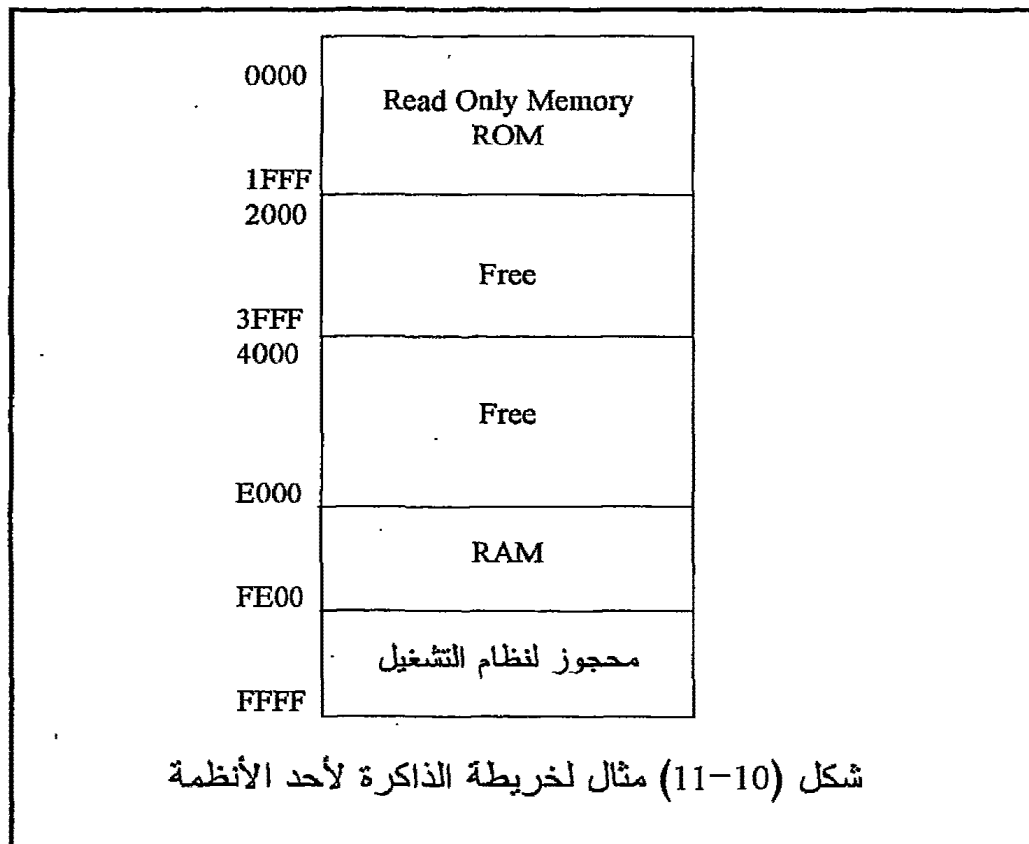 0000
Read Only Memory
ROM
1FFF
2000
Free
3FFF
4000
Free
E000
RAM
FE00
محجوز لنظام التشغيل
FFFF
شكل (10-11) مثال لخريطة الذاكرة لأحد الأنظمة